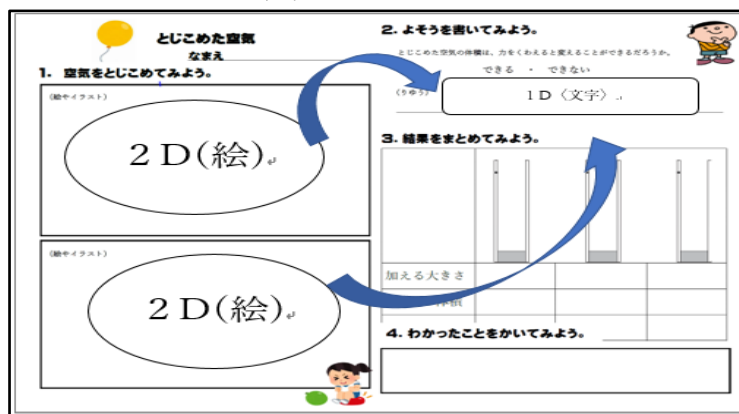 とじこめた空気
なまえ
1. 空気をとじこめてみよう。
(絵やイラスト)
2D(絵)
(絵やイラスト)
2D(絵)
2. よそうを書いてみよう。
とじこめた空気の体積は、力をくわえると変えることができるだろうか。
できる ・ できない
(りゆう)
1D〈文字〉
3. 結果をまとめてみよう。
加える大きさ
4. わかったことをかいてみよう。